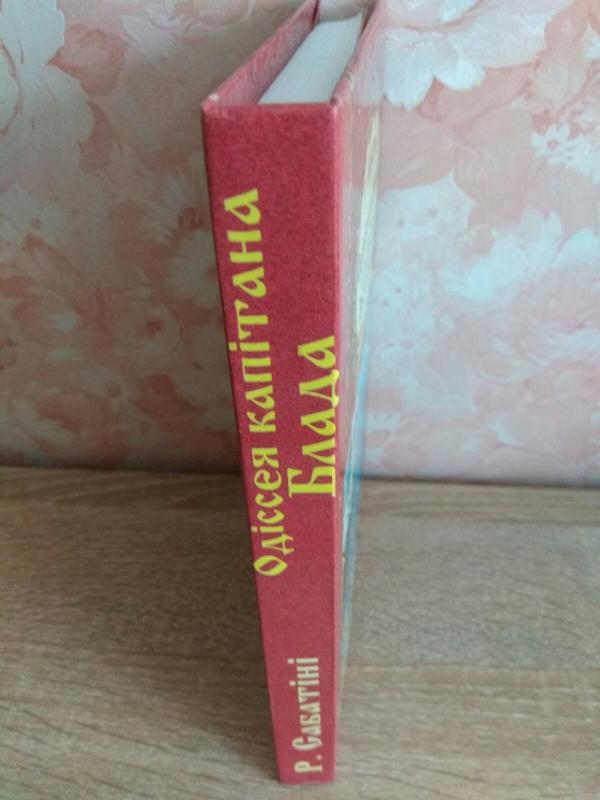 Р. Сабатіні
Одіссея капітана
Блада